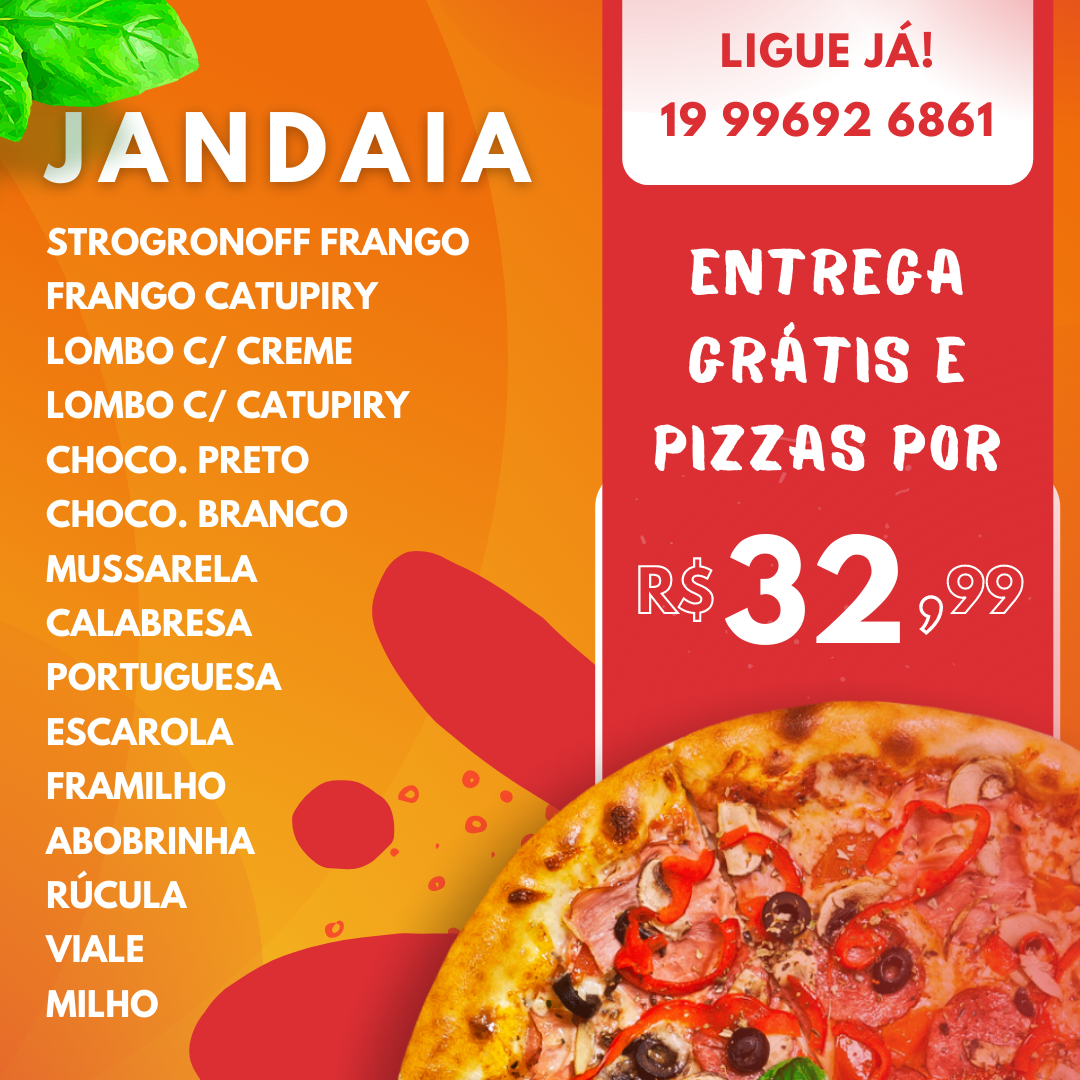 JANDAIA
STROGRONOFF FRANGO
FRANGO CATUPIRY
LOMBO C/ CREME
LOMBO C/ CATUPIRY
CHOCO. PRETO
CHOCO. BRANCO
MUSSARELA
CALABRESA
PORTUGUESA
ESCAROLA
FRAMILHO
ABOBRINHA
RÚCULA
VIALE
MILHO
LIGUE JÁ!
19 99692 6861
ENTREGA
GRÁTIS E
PIZZAS POR
R$ 32,99